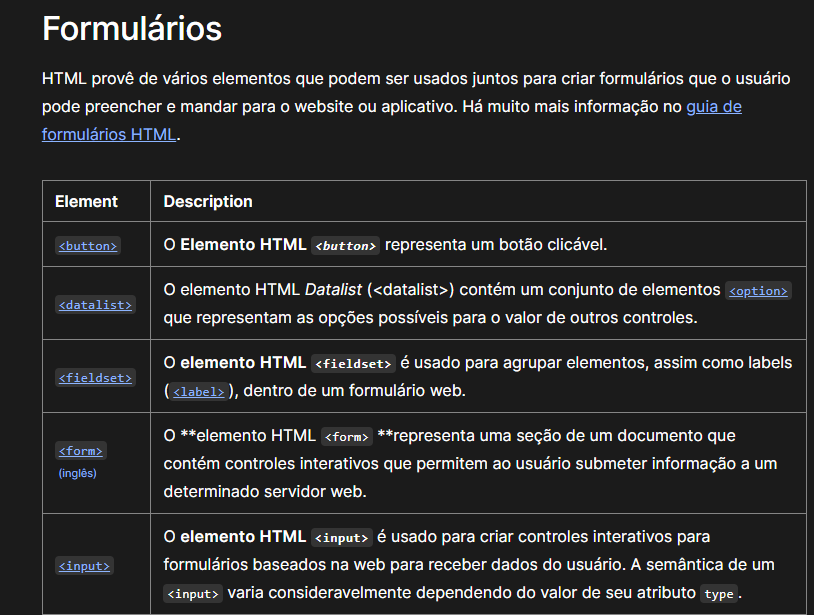 Formulários
HTML provê de vários elementos que podem ser usados juntos para criar formulários que o usuário
pode preencher e mandar para o website ou aplicativo. Há muito mais informação no guia de
formulários HTML.
Element Description
<button> O Elemento HTML <button> representa um botão clicável.
<datalist> O elemento HTML Datalist (<datalist>) contém um conjunto de elementos <option>
que representam as opções possíveis para o valor de outros controles.
<fieldset> O elemento HTML <fieldset> é usado para agrupar elementos, assim como labels
(<label>), dentro de um formulário web.
<form> (inglês) O **elemento HTML <form> **representa uma seção de um documento que
contém controles interativos que permitem ao usuário submeter informação a um
determinado servidor web.
<input> O elemento HTML <input> é usado para criar controles interativos para
formulários baseados na web para receber dados do usuário. A semântica de um
<input> varia consideravelmente dependendo do valor de seu atributo type.